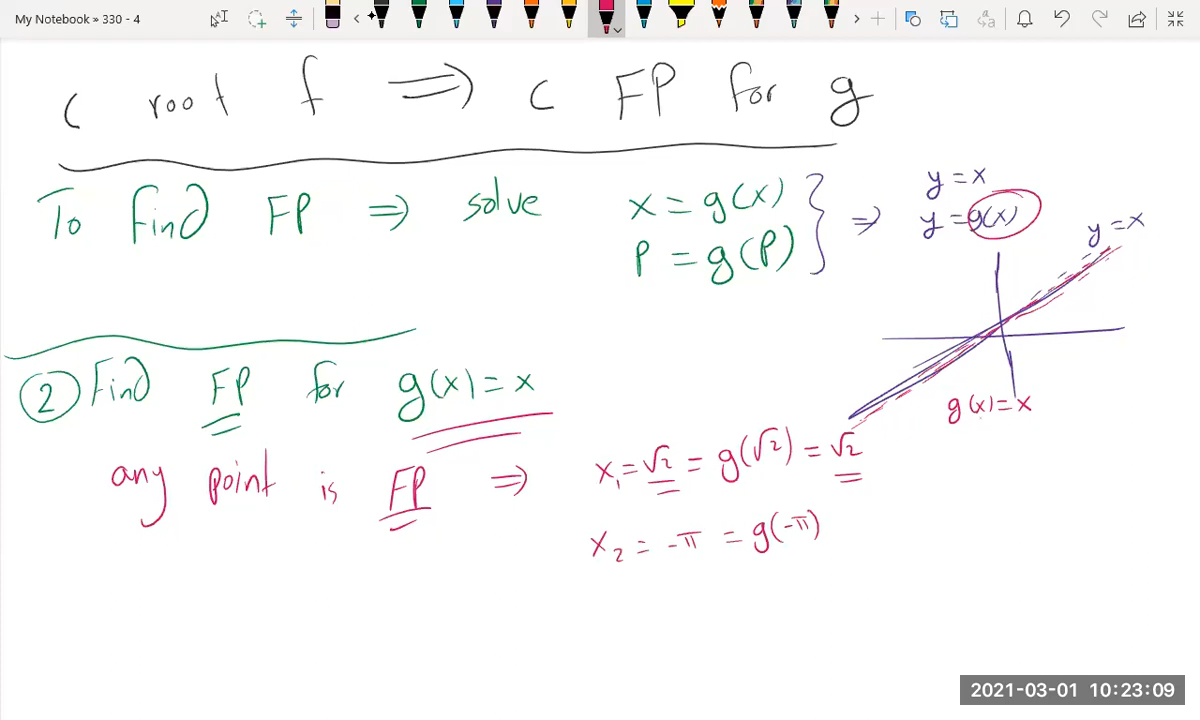 My Notebook » 330 - 4
c root f ⟹ c FP for g
To find FP ⇒ solve x = g(x)
P = g(P)
⇒ y = x
y = g(x)
y = x
② Find FP for g(x) = x
g(x) = x
any point is FP ⇒ x₁ = √2 = g(√2) = √2
x₂ = -π = g(-π)
2021-03-01 10:23:09